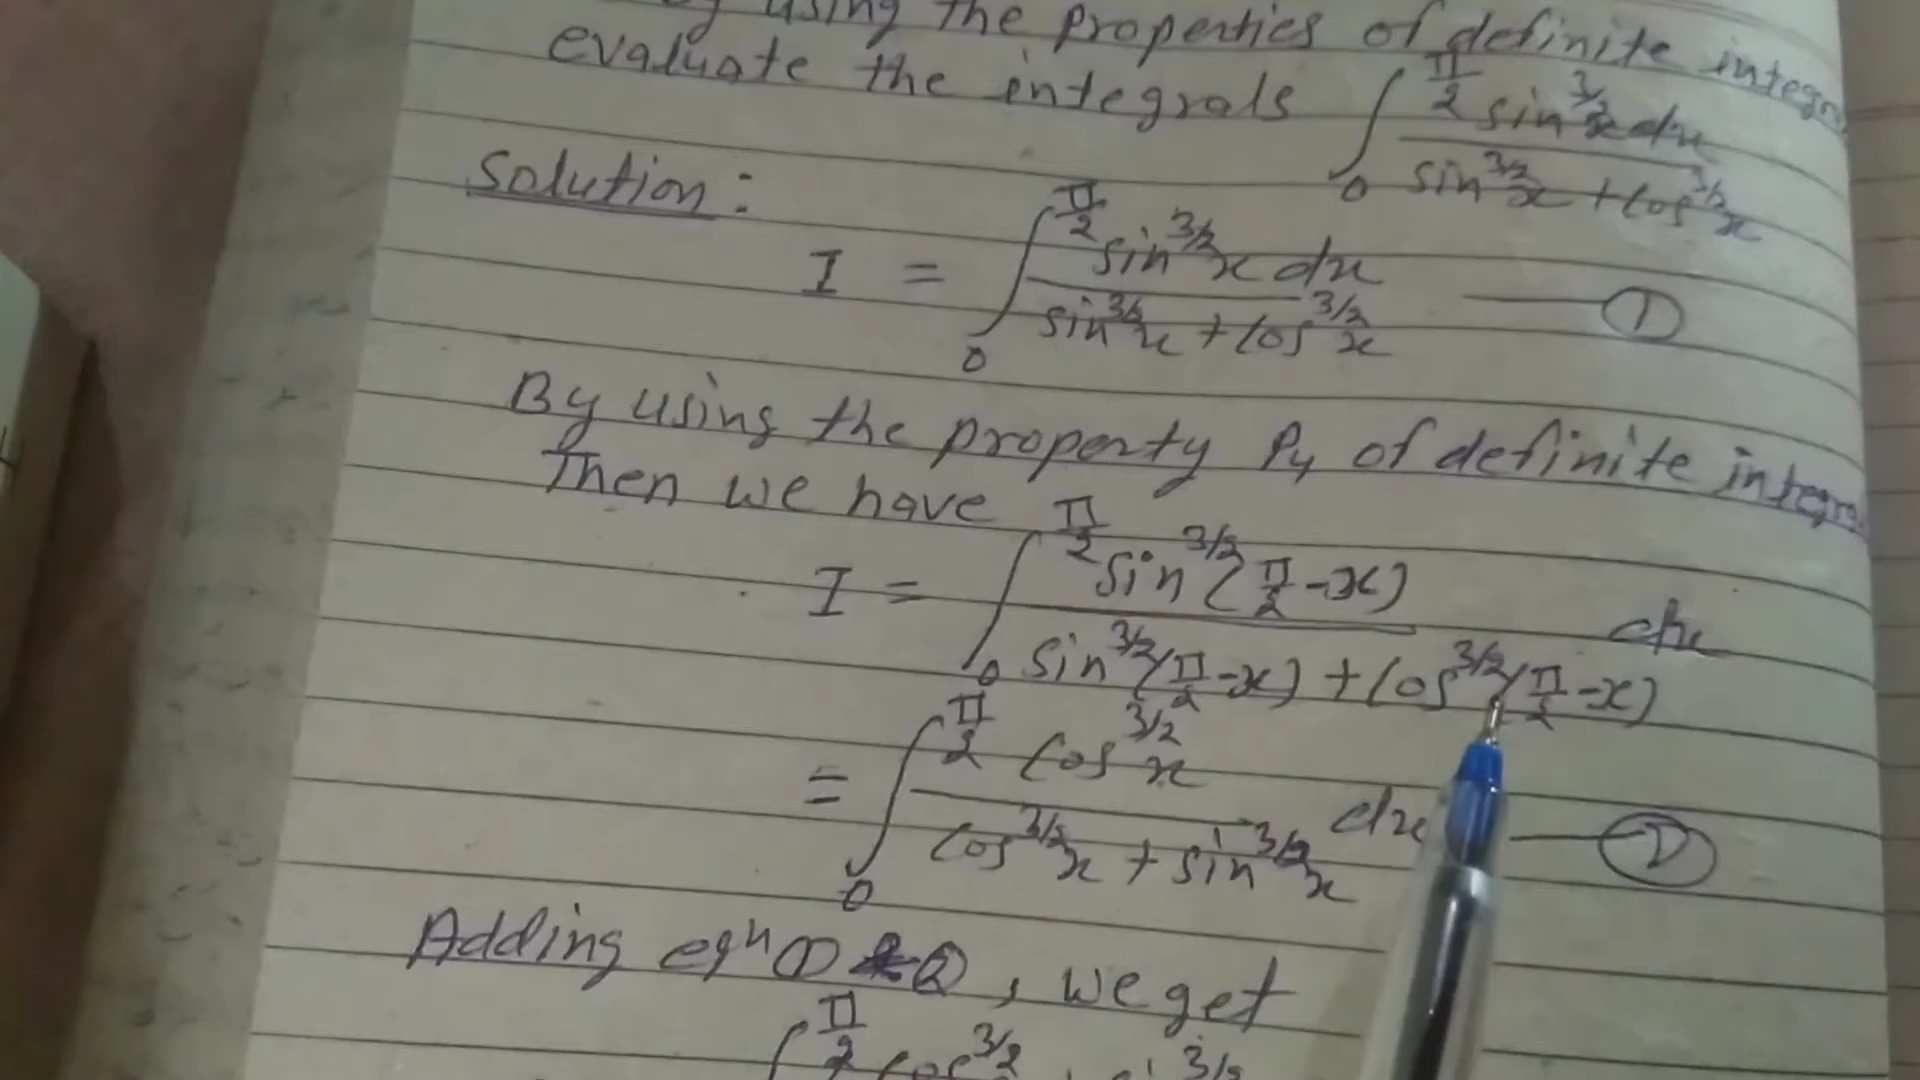 using the properties of definite
evaluate the integrals ∫₀^(π/2) sin^(3/2)x dx / (sin^(3/2)x + cos^(3/2)x)
Solution:
I = ∫₀^(π/2) sin^(3/2)x dx / (sin^(3/2)x + cos^(3/2)x) — ①
By using the property P₄ of definite
Then we have
I = ∫₀^(π/2) sin^(3/2)(π/2-x) / (sin^(3/2)(π/2-x) + cos^(3/2)(π/2-x)) dx
= ∫₀^(π/2) cos^(3/2)x / (cos^(3/2)x + sin^(3/2)x) dx — ②
Adding eqⁿ ① & ②, we get